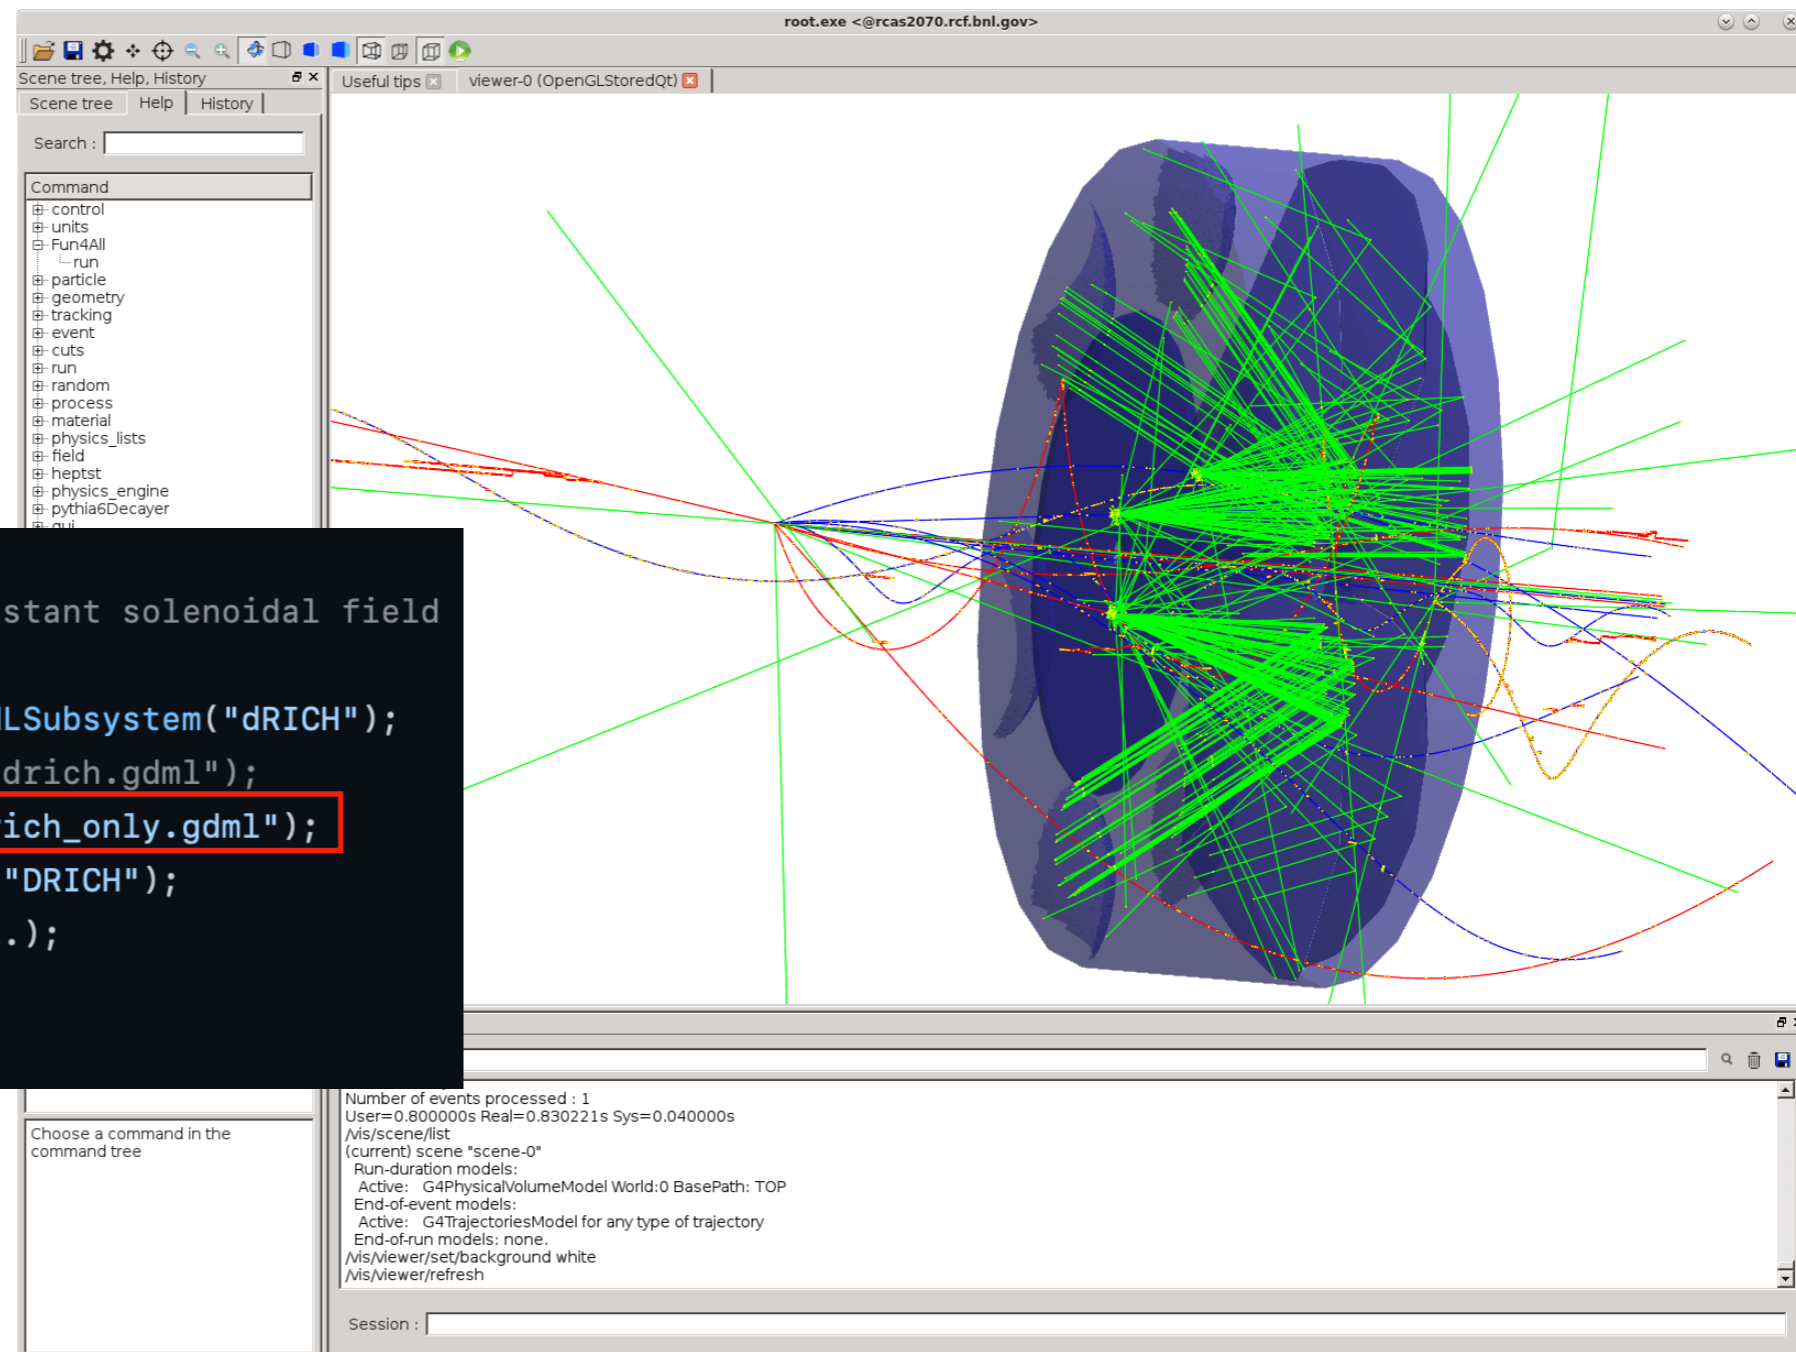 root.exe <@rcas2070.rcf.bnl.gov>
Scene tree, Help, History
Useful tips
viewer-0 (OpenGLStoredQt)
Scene tree
Help
History
Search :
Command
control
units
Fun4All
run
particle
geometry
tracking
event
cuts
run
random
process
material
physics_lists
field
heptst
physics_engine
pythia6Decayer
gui
stant solenoidal field
LSubsystem("dRICH");
drich.gdml");
rich_only.gdml");
"DRICH");
.);
Number of events processed : 1
User=0.800000s Real=0.830221s Sys=0.040000s
/vis/scene/list
(current) scene "scene-0"
Run-duration models:
Active: G4PhysicalVolumeModel World:0 BasePath: TOP
End-of-event models:
Active: G4TrajectoriesModel for any type of trajectory
End-of-run models: none.
/vis/viewer/set/background white
/vis/viewer/refresh
Choose a command in the
command tree
Session :